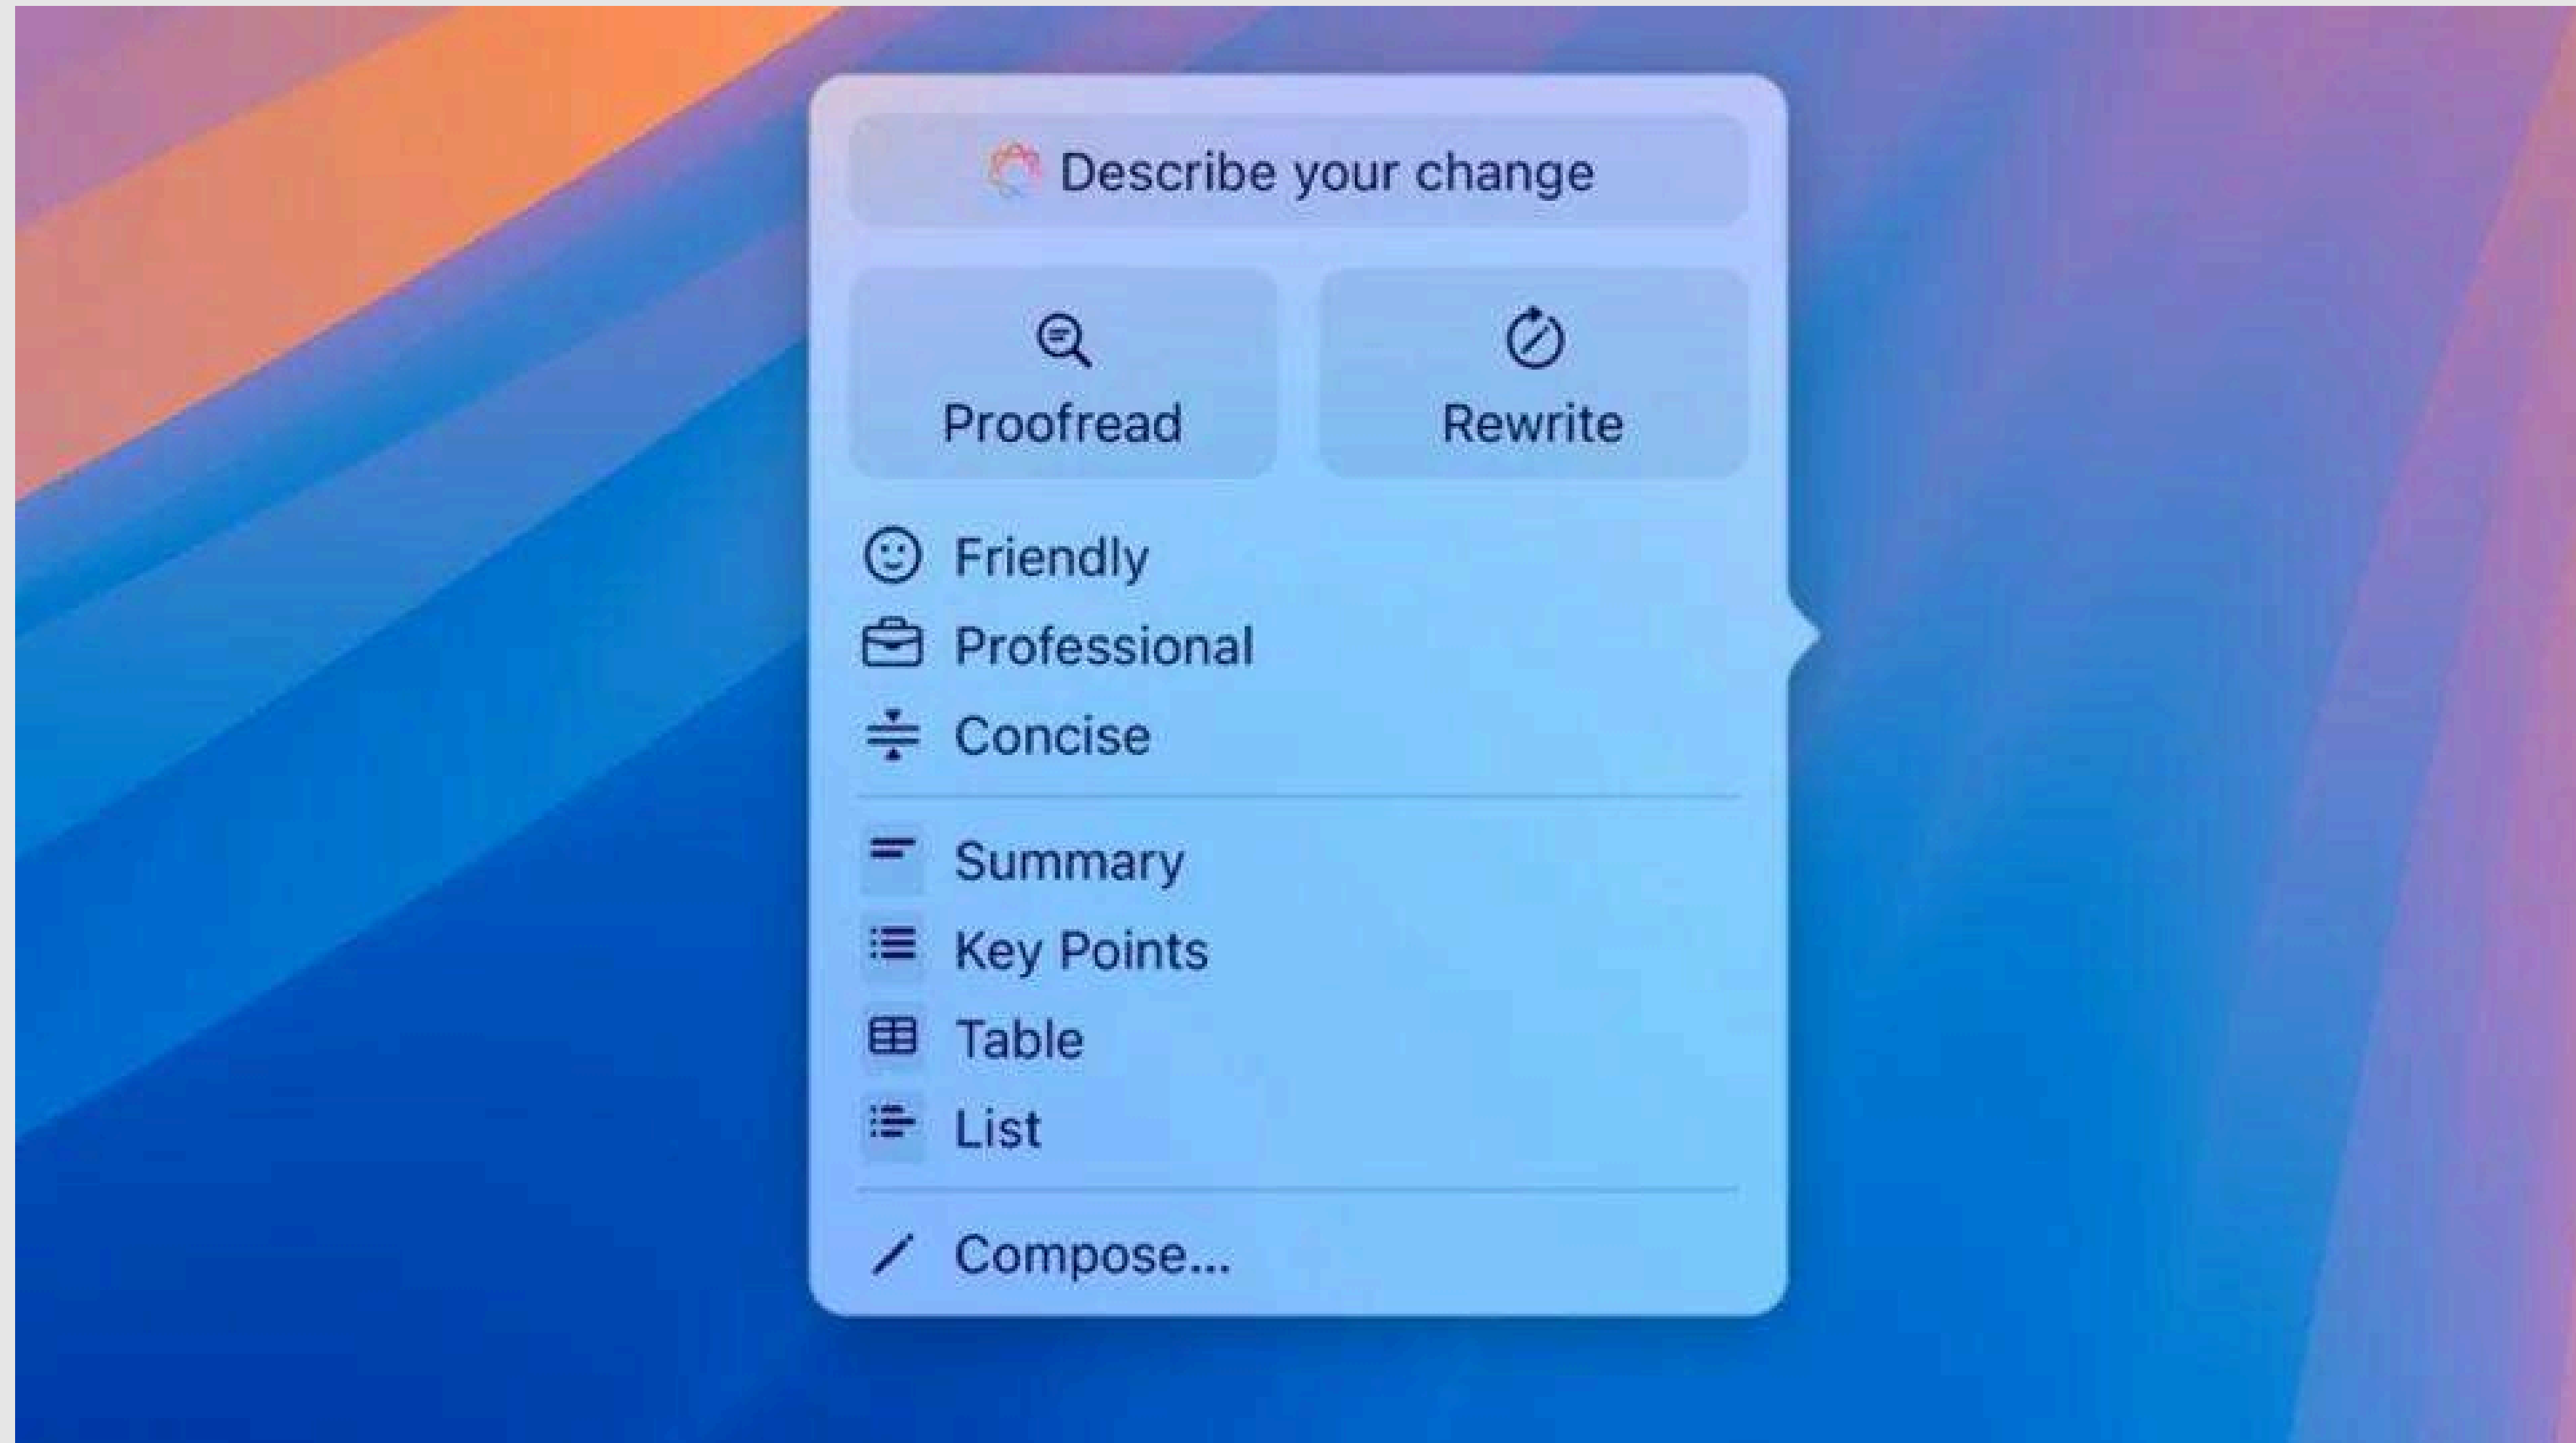 Describe your change
Proofread
Rewrite
Friendly
Professional
Concise
Summary
Key Points
Table
List
Compose...